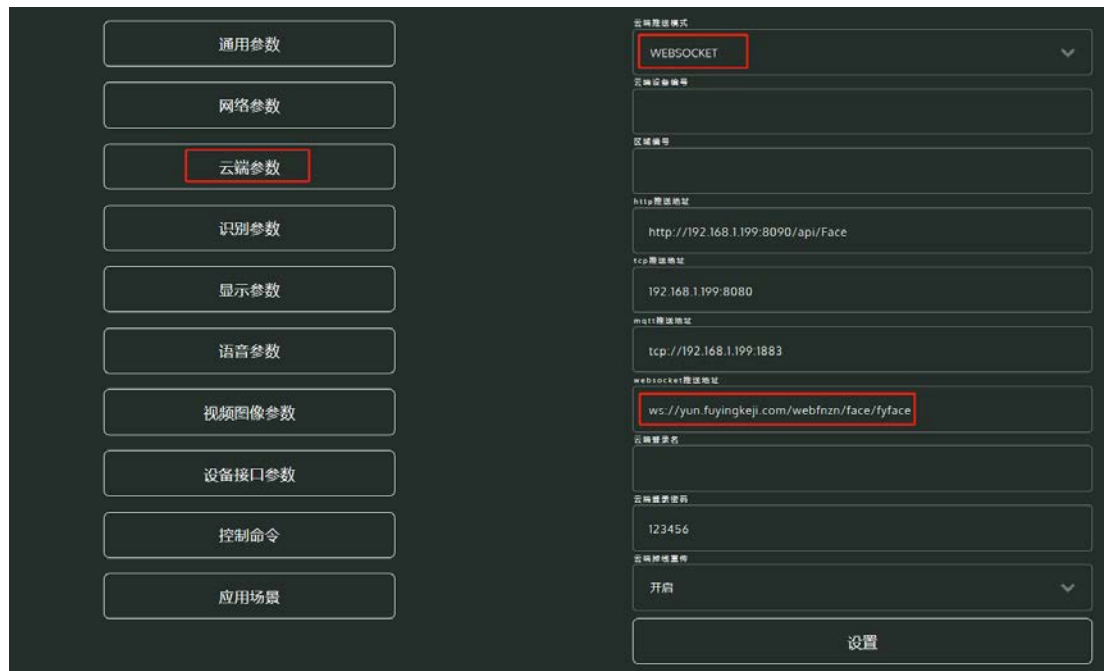 通用参数
网络参数
云端参数
识别参数
显示参数
语音参数
视频图像参数
设备接口参数
控制命令
应用场景
云端推送模式
WEBSOCKET
云端设备编号
区域编号
http推送地址
http://192.168.1.199:8090/api/Face
tcp推送地址
192.168.1.199:8080
mqtt推送地址
tcp://192.168.1.199:1883
websocket推送地址
ws://yun.fuyingkeji.com/webfnzn/face/fyface
云端登录名
云端登录密码
123456
云端掉线重传
开启
设置